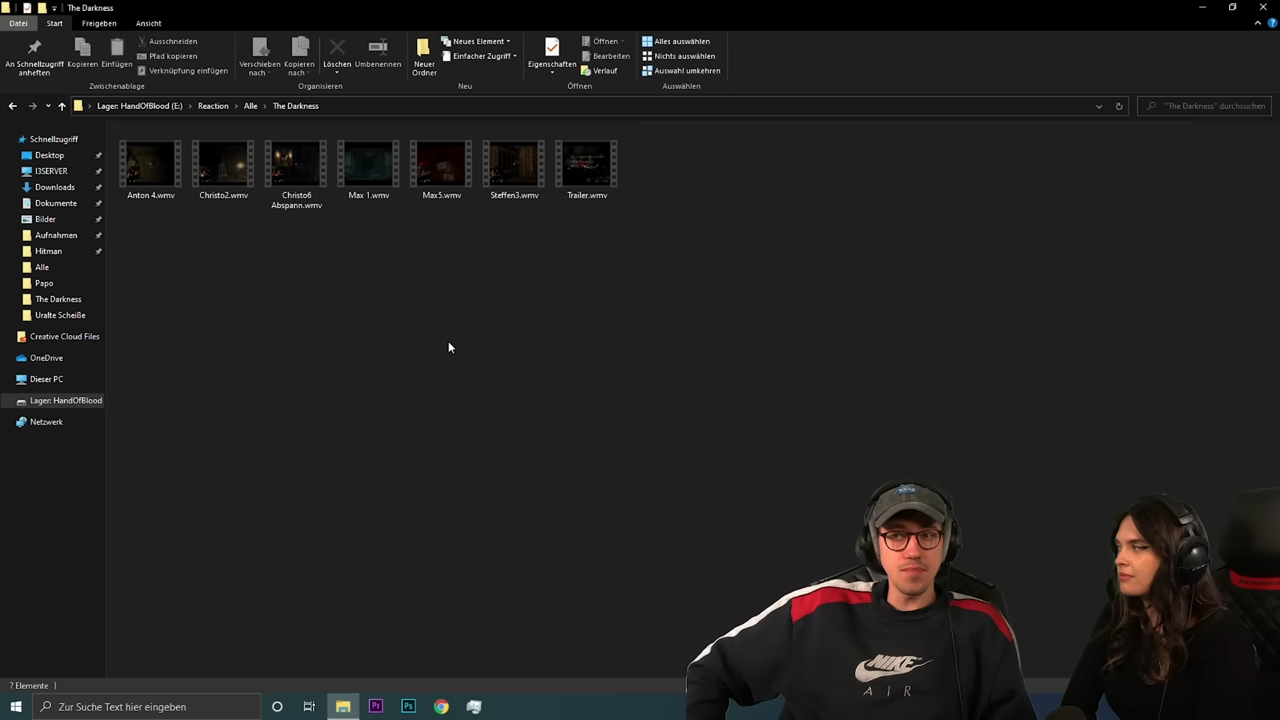 The Darkness
Datei Start Freigeben Ansicht
An Schnellzugriff
anheften
Kopieren
Einfügen
Ausschneiden
Pfad kopieren
Verknüpfung einfügen
Zwischenablage
Verschieben
nach
Kopieren
nach
Löschen
Umbenennen
Organisieren
Neuer
Ordner
Neues Element
Einfacher Zugriff
Neu
Eigenschaften
Öffnen
Bearbeiten
Verlauf
Öffnen
Alles auswählen
Nichts auswählen
Auswahl umkehren
Auswählen
Lager: HandOfBlood (E:) > Reaction > Alle > The Darkness
"The Darkness" durchsuchen
Schnellzugriff
Desktop
I3SERVER
Downloads
Dokumente
Bilder
Aufnahmen
Hitman
Alle
Papo
The Darkness
Uralte Scheiße
Creative Cloud Files
OneDrive
Dieser PC
Lager: HandOfBlood
Netzwerk
Anton 4.wmv
Christo2.wmv
Christo6
Abspann.wmv
Max 1.wmv
Max5.wmv
Steffen3.wmv
Trailer.wmv
NIKE
AIR
7 Elemente
Zur Suche Text hier eingeben
Pr
Ps